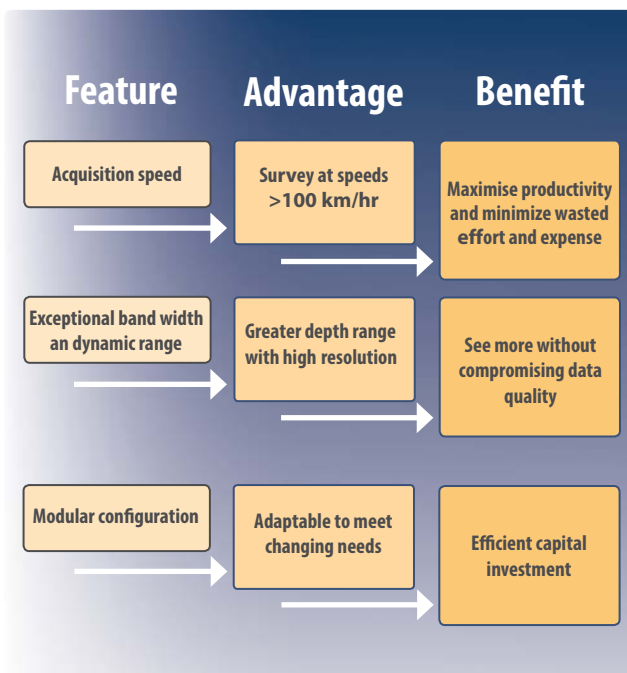 Feature
Advantage
Benefit
Acquisition speed
Survey at speeds
>100 km/hr
Maximise productivity
and minimize wasted
effort and expense
Exceptional band width
an dynamic range
Greater depth range
with high resolution
See more without
compromising data
quality
Modular configuration
Adaptable to meet
changing needs
Efficient capital
investment